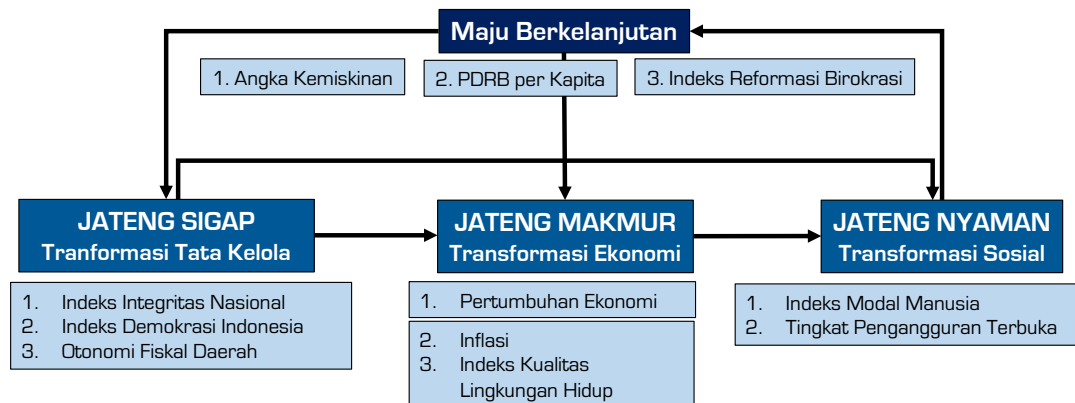 Maju Berkelanjutan
1. Angka Kemiskinan
2. PDRB per Kapita
3. Indeks Reformasi Birokrasi
JATENG SIGAP
Tranformasi Tata Kelola
JATENG MAKMUR
Transformasi Ekonomi
JATENG NYAMAN
Transformasi Sosial
1. Indeks Integritas Nasional
2. Indeks Demokrasi Indonesia
3. Otonomi Fiskal Daerah
1. Pertumbuhan Ekonomi
2. Inflasi
3. Indeks Kualitas
Lingkungan Hidup
1. Indeks Modal Manusia
2. Tingkat Pengangguran Terbuka